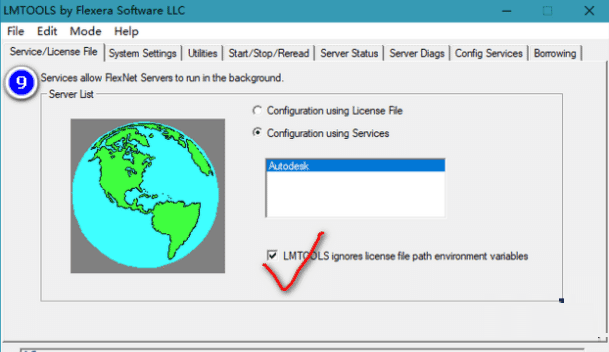 LMTOOLS by Flexera Software LLC
File Edit Mode Help
Service/License File System Settings Utilities Start/Stop/Reread Server Status Server Diags Config Services Borrowing
9 Services allow FlexNet Servers to run in the background.
Server List
Configuration using License File
Configuration using Services
Autodesk
LMTOOLS ignores license file path environment variables